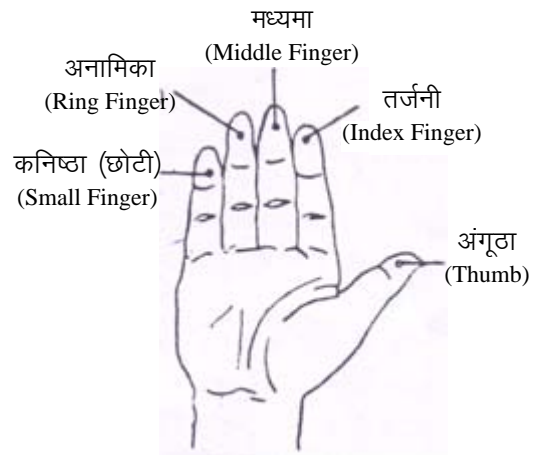 मध्यमा
(Middle Finger)
अनामिका
(Ring Finger)
तर्जनी
(Index Finger)
कनिष्ठा (छोटी)
(Small Finger)
अंगूठा
(Thumb)